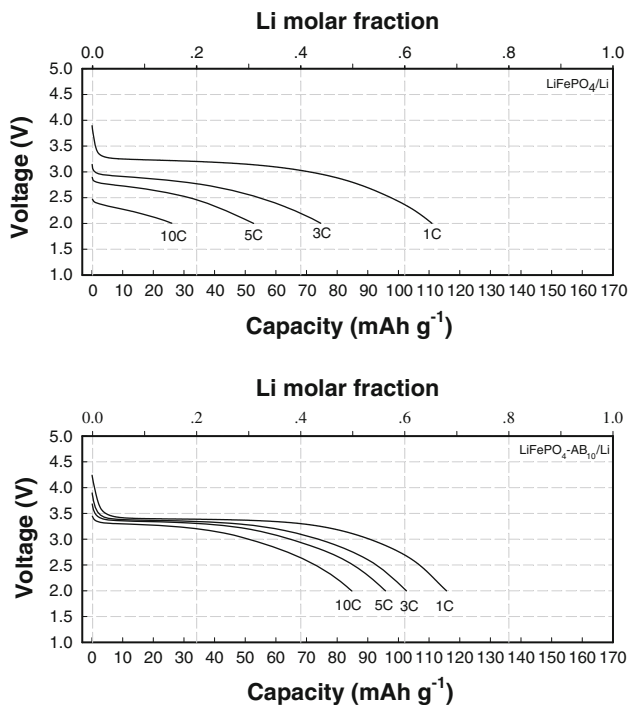 Li molar fraction
0.0 .2 .4 .6 .8 1.0
5.0
4.5
4.0
3.5
3.0
2.5
2.0
1.5
1.0
Voltage (V)
LiFePO4/Li
10C 5C 3C 1C
0 10 20 30 40 50 60 70 80 90 100 110 120 130 140 150 160 170
Capacity (mAh g-1)
Li molar fraction
0.0 .2 .4 .6 .8 1.0
5.0
4.5
4.0
3.5
3.0
2.5
2.0
1.5
1.0
Voltage (V)
LiFePO4-AB10/Li
10C 5C 3C 1C
0 10 20 30 40 50 60 70 80 90 100 110 120 130 140 150 160 170
Capacity (mAh g-1)